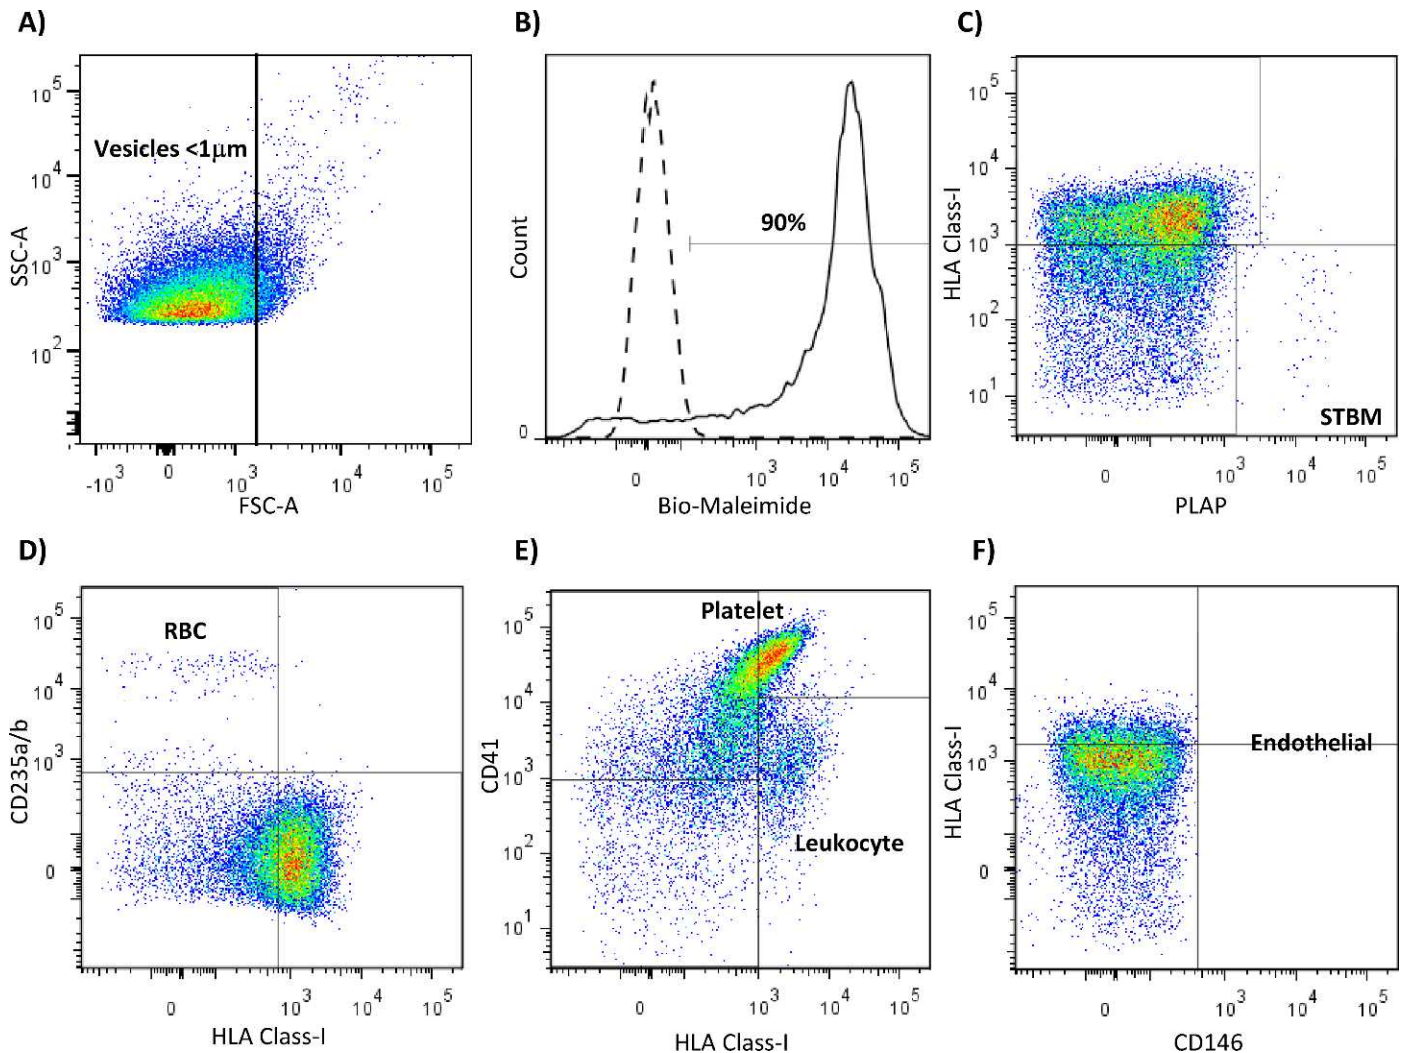 A)
B)
C)
10^5
10^4
10^3
10^2
SSC-A
Vesicles <1μm
-10^3 0 10^3 10^4 10^5
FSC-A
Count
0
90%
0 10^3 10^4 10^5
Bio-Maleimide
10^5
10^4
10^3
10^2
10^1
HLA Class-I
STBM
0 10^3 10^4 10^5
PLAP
D)
E)
F)
10^5
10^4
10^3
0
CD235a/b
RBC
0 10^3 10^4 10^5
HLA Class-I
10^5
10^4
10^3
10^2
10^1
CD41
Platelet
Leukocyte
0 10^3 10^4 10^5
HLA Class-I
10^5
10^4
10^3
0
HLA Class-I
Endothelial
0 10^3 10^4 10^5
CD146